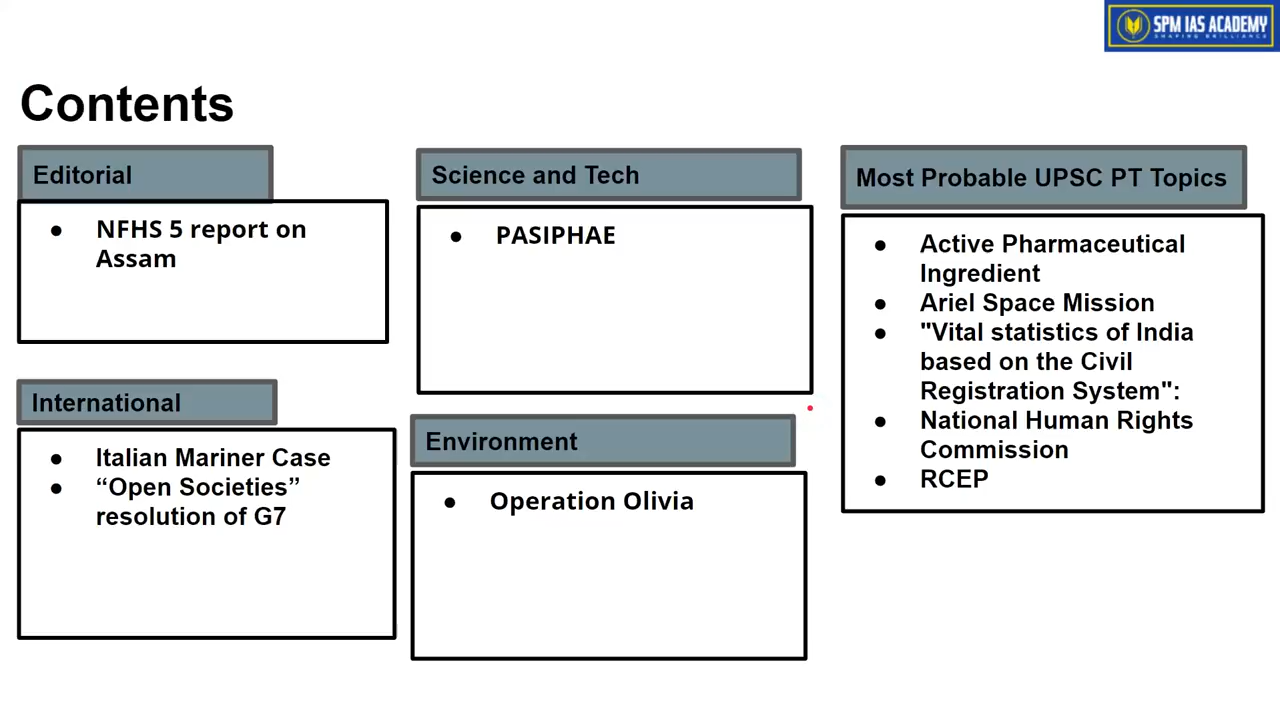 SPM IAS ACADEMY
SHAPING BRILLIANCE
Contents
Editorial
● NFHS 5 report on
Assam
International
● Italian Mariner Case
● “Open Societies”
resolution of G7
Science and Tech
● PASIPHAE
Environment
● Operation Olivia
Most Probable UPSC PT Topics
● Active Pharmaceutical
Ingredient
● Ariel Space Mission
● "Vital statistics of India
based on the Civil
Registration System":
● National Human Rights
Commission
● RCEP